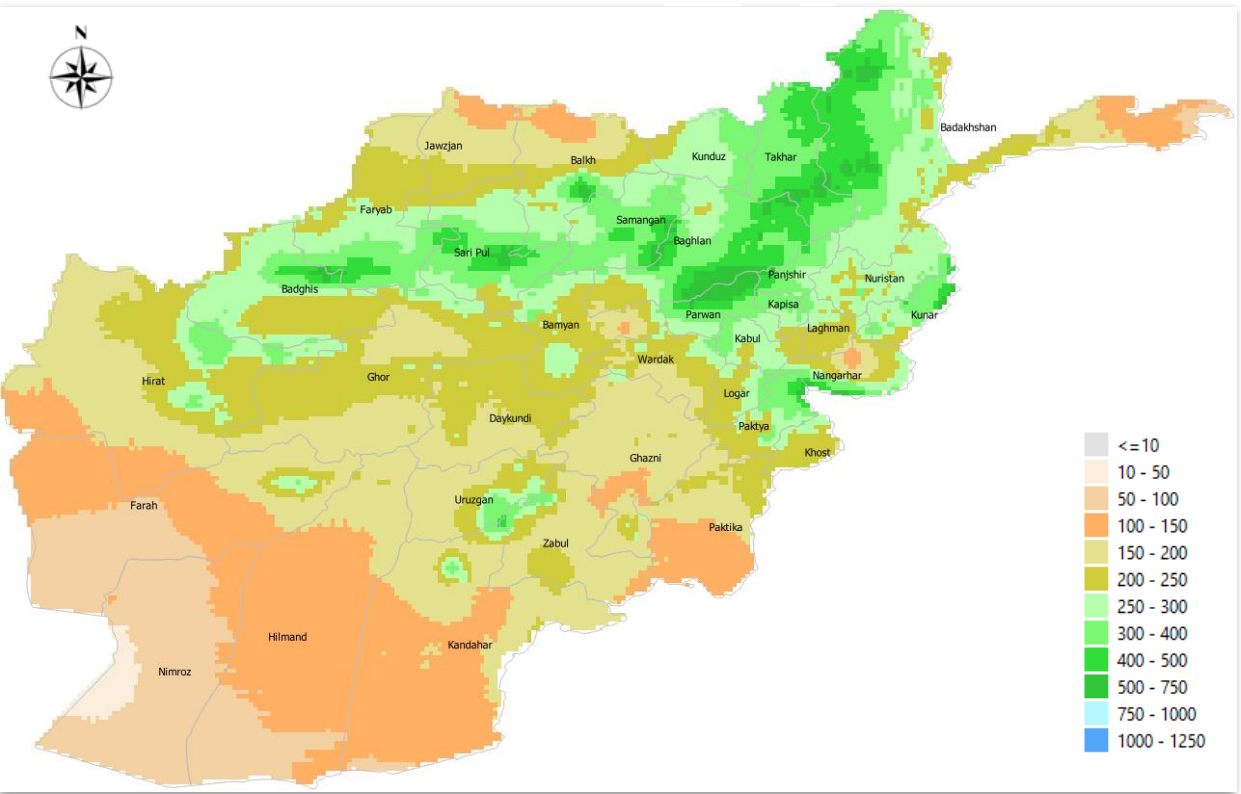 N
Badakhshan
Jawzjan
Balkh
Kunduz
Takhar
Faryab
Samangan
Baghlan
Sari Pul
Panjshir
Nuristan
Badghis
Kapisa
Parwan
Kunar
Bamyan
Laghman
Kabul
Wardak
Nangarhar
Hirat
Ghor
Logar
Daykundi
Paktya
Khost
Ghazni
Uruzgan
Farah
Paktika
Zabul
Hilmand
Kandahar
Nimroz
<=10
10 - 50
50 - 100
100 - 150
150 - 200
200 - 250
250 - 300
300 - 400
400 - 500
500 - 750
750 - 1000
1000 - 1250